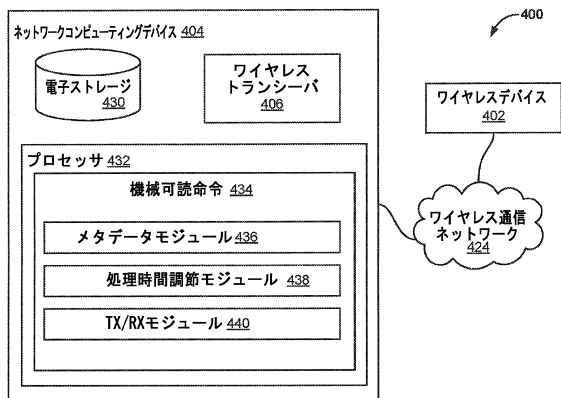 400
ネットワークコンピューティングデバイス 404
電子ストレージ
430
ワイヤレス
トランシーバ
406
ワイヤレスデバイス
402
プロセッサ 432
機械可読命令 434
メタデータモジュール 436
処理時間調節モジュール 438
TX/RXモジュール 440
ワイヤレス通信
ネットワーク
424